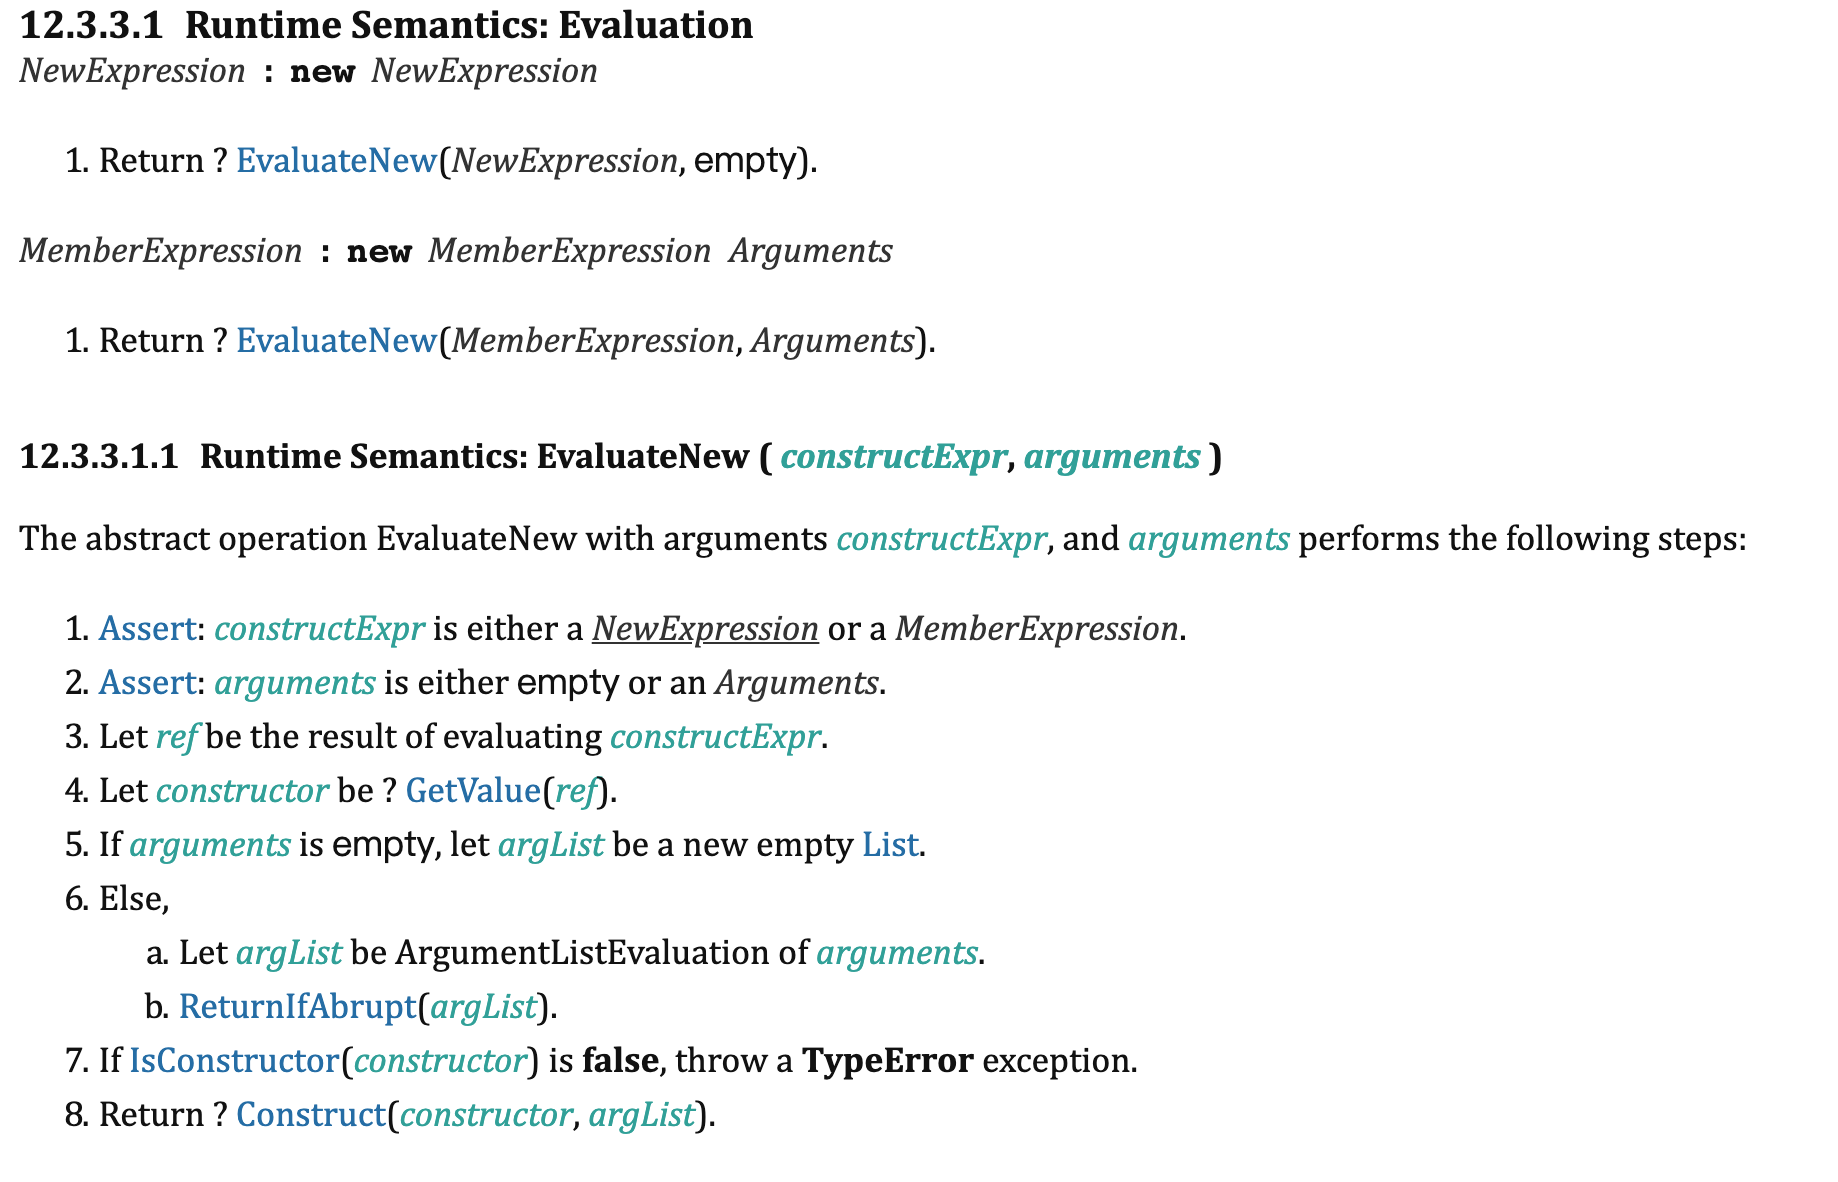 12.3.3.1 Runtime Semantics: Evaluation
NewExpression : new NewExpression
1. Return ? EvaluateNew(NewExpression, empty).
MemberExpression : new MemberExpression Arguments
1. Return ? EvaluateNew(MemberExpression, Arguments).
12.3.3.1.1 Runtime Semantics: EvaluateNew ( constructExpr, arguments )
The abstract operation EvaluateNew with arguments constructExpr, and arguments performs the following steps:
1. Assert: constructExpr is either a NewExpression or a MemberExpression.
2. Assert: arguments is either empty or an Arguments.
3. Let ref be the result of evaluating constructExpr.
4. Let constructor be ? GetValue(ref).
5. If arguments is empty, let argList be a new empty List.
6. Else,
a. Let argList be ArgumentListEvaluation of arguments.
b. ReturnIfAbrupt(argList).
7. If IsConstructor(constructor) is false, throw a TypeError exception.
8. Return ? Construct(constructor, argList).